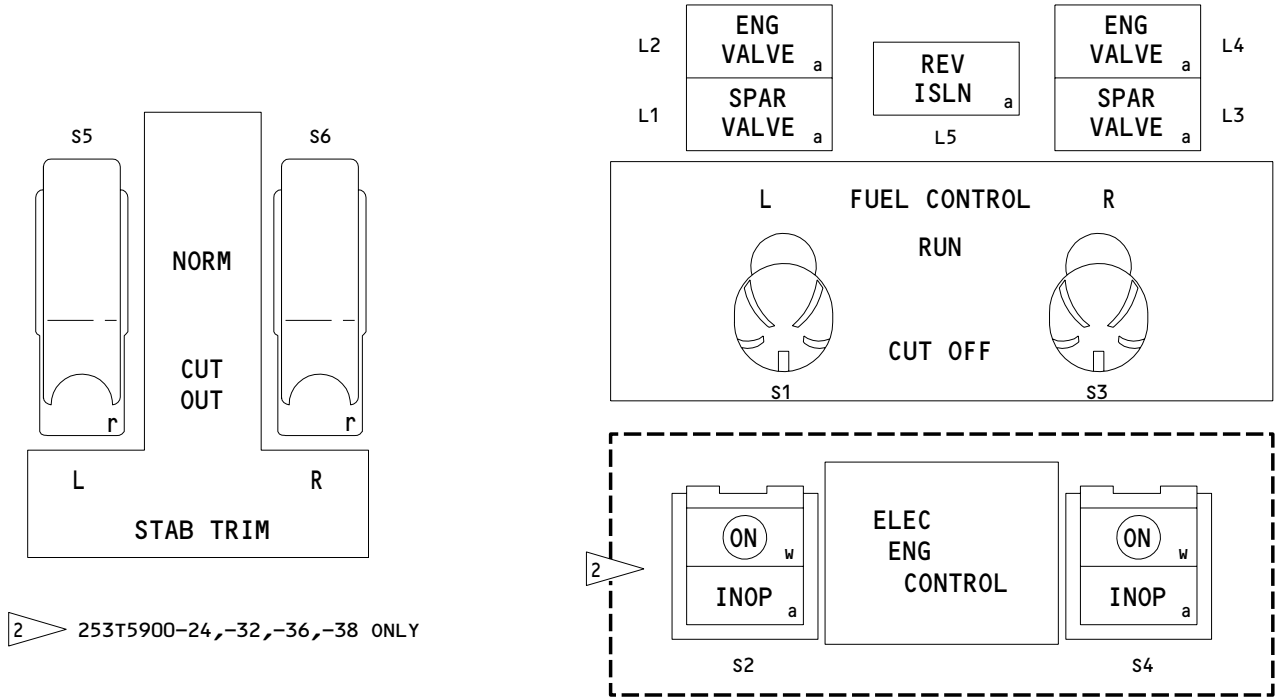 S5
S6
NORM
CUT
OUT
r
r
L
R
STAB TRIM
2
253T5900-24,-32,-36,-38 ONLY
L2
ENG
VALVE a
L1
SPAR
VALVE a
REV
ISLN a
L5
ENG
VALVE a
L4
SPAR
VALVE a
L3
L FUEL CONTROL R
RUN
CUT OFF
S1
S3
2
ON w
INOP a
S2
ELEC
ENG
CONTROL
ON w
INOP a
S4